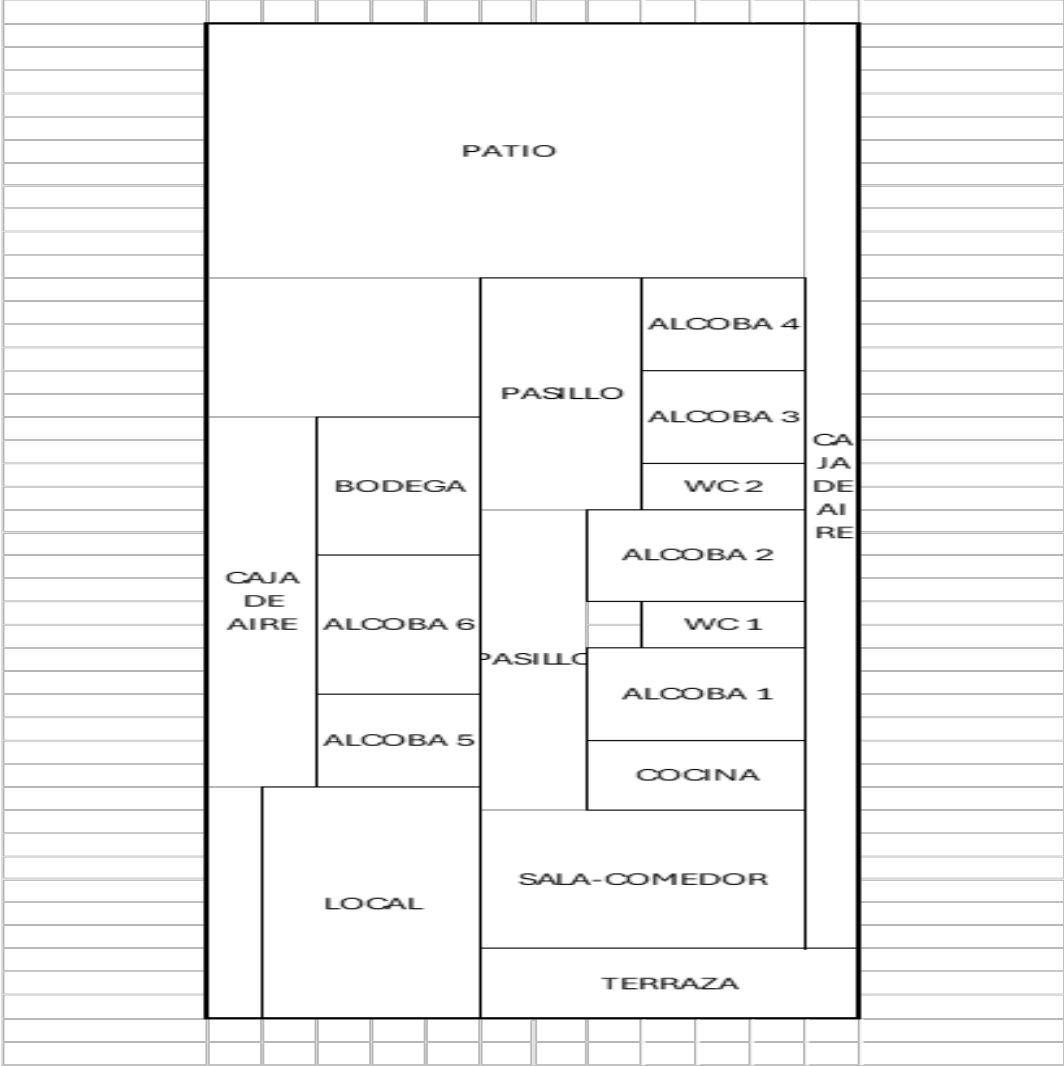 PATIO
ALCOBA 4
PASILLO
ALCOBA 3
CA
JA
DE
AI
RE
BODEGA
WC 2
ALCOBA 2
CAJA
DE
AIRE
ALCOBA 6
WC 1
PASILLO
ALCOBA 1
ALCOBA 5
COCINA
SALA-COMEDOR
LOCAL
TERRAZA